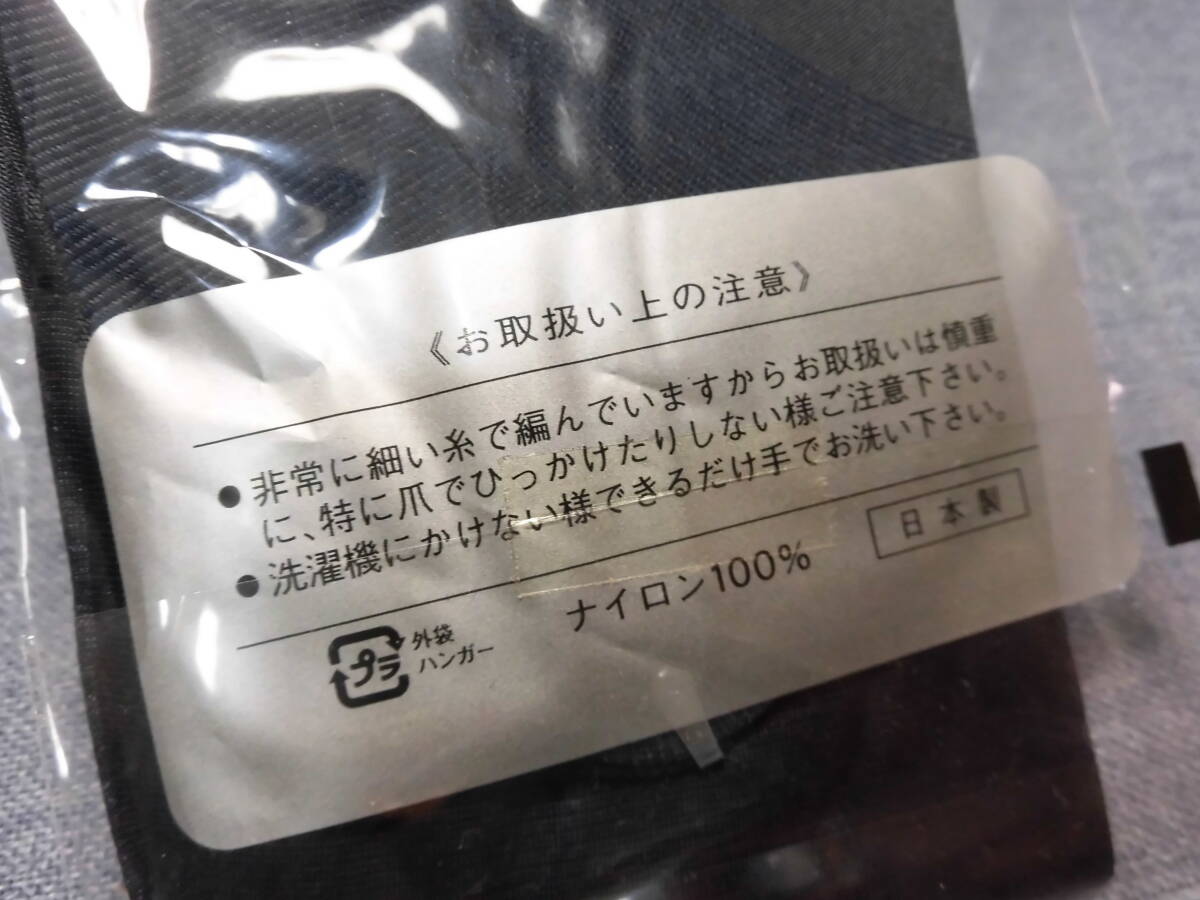 《お取扱い上の注意》
●非常に細い糸で編んでいますからお取扱いは慎重
に、特に爪でひっかけたりしない様ご注意下さい。
●洗濯機にかけない様できるだけ手でお洗い下さい。
日本製
ナイロン100%
プラ
外袋
ハンガー